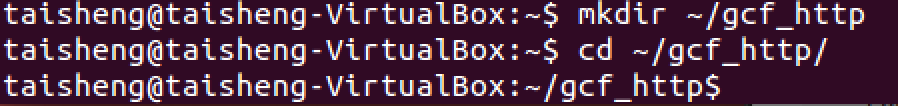 taisheng@taisheng-VirtualBox:~$ mkdir ~/gcf_http
taisheng@taisheng-VirtualBox:~$ cd ~/gcf_http/
taisheng@taisheng-VirtualBox:~/gcf_http$